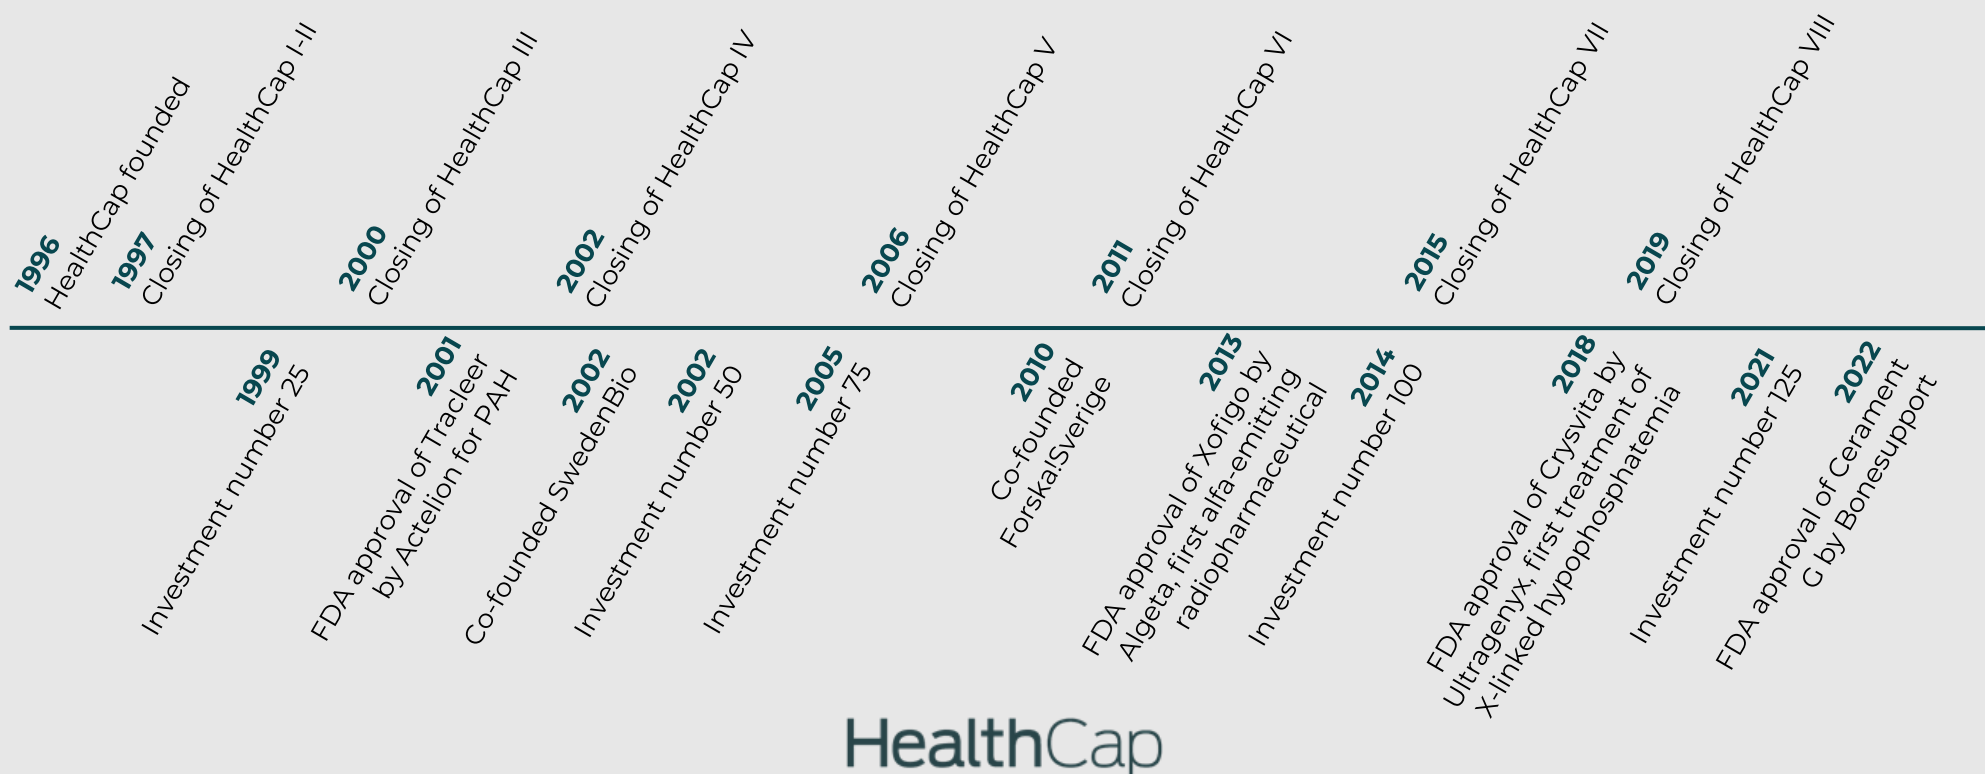 1996
HealthCap founded
1997
Closing of HealthCap I-II
2000
Closing of HealthCap III
2002
Closing of HealthCap IV
2006
Closing of HealthCap V
2011
Closing of HealthCap VI
2015
Closing of HealthCap VII
2019
Closing of HealthCap VIII
1999
Investment number 25
2001
FDA approval of Tracleer
by Actelion for PAH
2002
Co-founded SwedenBio
2002
Investment number 50
2005
Investment number 75
2010
Co-founded
Forska!Sverige
2013
FDA approval of Xofigo by
Algeta, first alfa-emitting
radiopharmaceutical
2014
Investment number 100
2018
FDA approval of Crysvita by
Ultragenyx, first treatment of
X-linked hypophosphatemia
2021
Investment number 125
2022
FDA approval of Cerament
G by Bonesupport
HealthCap